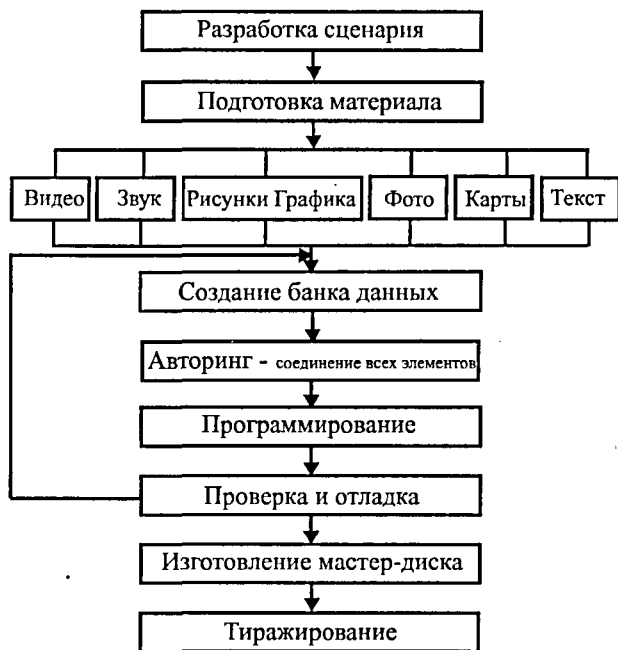 Разработка сценария
Подготовка материала
Видео
Звук
Рисунки Графика
Фото
Карты
Текст
Создание банка данных
Авторинг - соединение всех элементов
Программирование
Проверка и отладка
Изготовление мастер-диска
Тиражирование